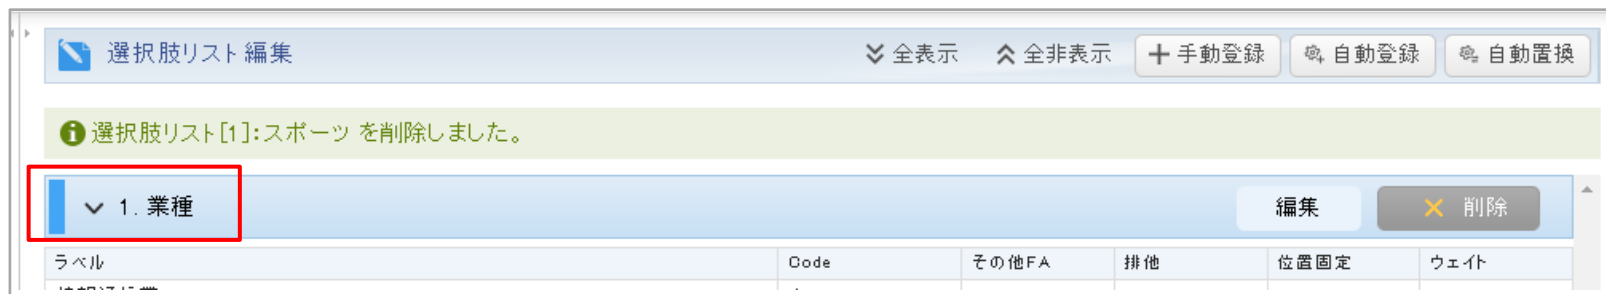 選択肢リスト編集 全表示 全非表示 手動登録 自動登録 自動置換
選択肢リスト[1]:スポーツ を削除しました。
1. 業種 編集 削除
ラベル Code その他FA 排他 位置固定 ウェイト